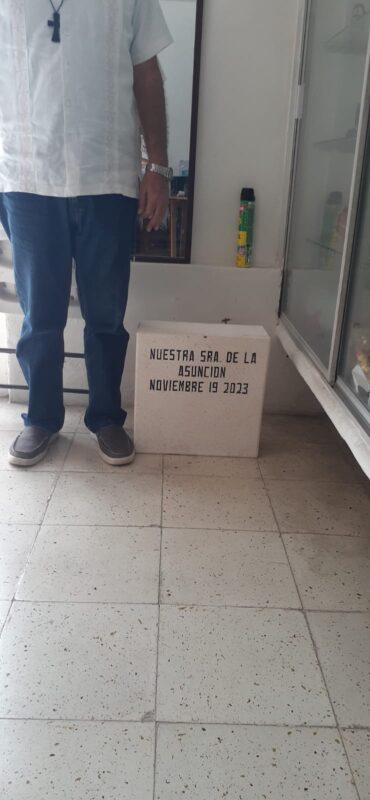 NUESTRA SRA. DE LA
ASUNCION
NOVIEMBRE 19 2023